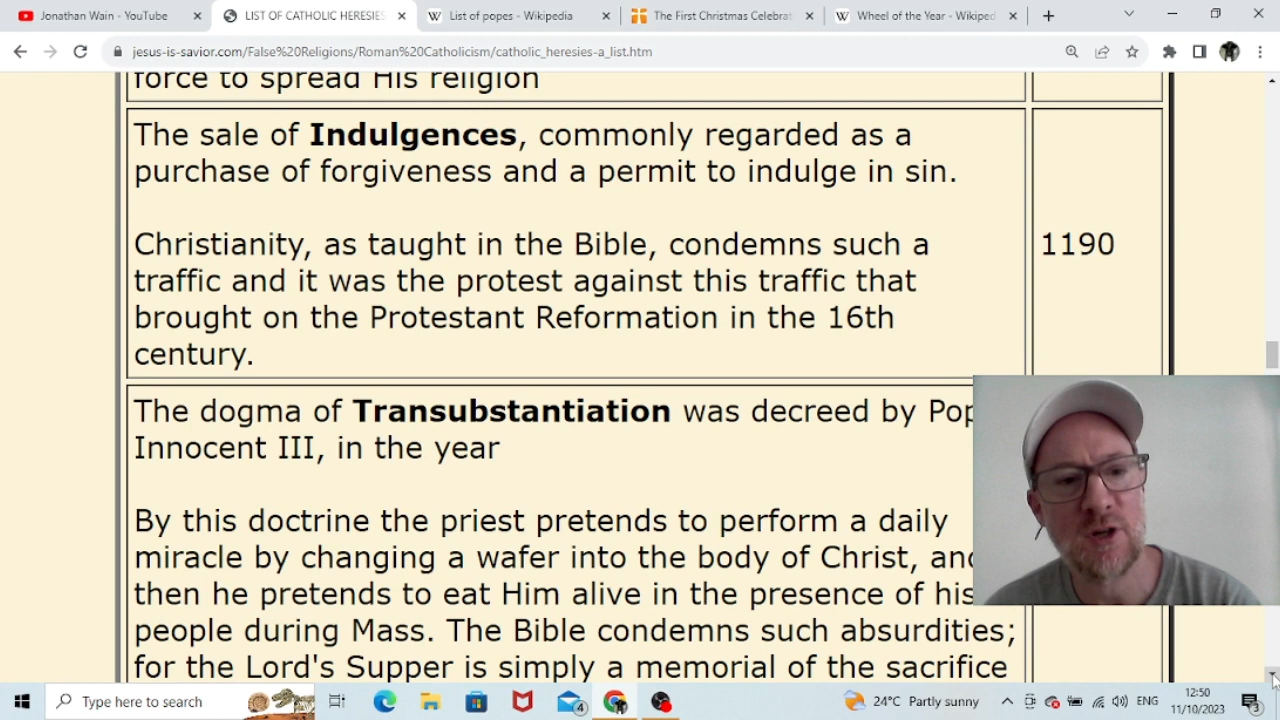 Jonathan Wain - YouTube
LIST OF CATHOLIC HERESIES
List of popes - Wikipedia
The First Christmas Celebrat
Wheel of the Year - Wikiped
jesus-is-savior.com/False%20Religions/Roman%20Catholicism/catholic_heresies-a_list.htm
force to spread His religion
The sale of Indulgences, commonly regarded as a
purchase of forgiveness and a permit to indulge in sin.
Christianity, as taught in the Bible, condemns such a
traffic and it was the protest against this traffic that
brought on the Protestant Reformation in the 16th
century.
1190
The dogma of Transubstantiation was decreed by Pop
Innocent III, in the year
By this doctrine the priest pretends to perform a daily
miracle by changing a wafer into the body of Christ, and
then he pretends to eat Him alive in the presence of his
people during Mass. The Bible condemns such absurdities;
for the Lord's Supper is simply a memorial of the sacrifice
Type here to search
4
24°C Partly sunny
ENG
12:50
11/10/2023
3